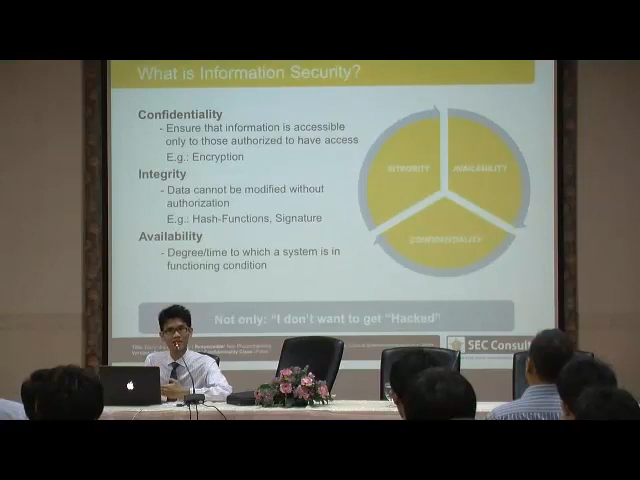 What is Information Security?
Confidentiality
- Ensure that information is accessible
only to those authorized to have access
E.g.: Encryption
Integrity
- Data cannot be modified without
authorization
E.g.: Hash-Functions, Signature
Availability
- Degree/time to which a system is in
functioning condition
INTEGRITY
AVAILABILITY
CONFIDENTIALITY
Not only: "I don't want to get "Hacked"
SEC Consult